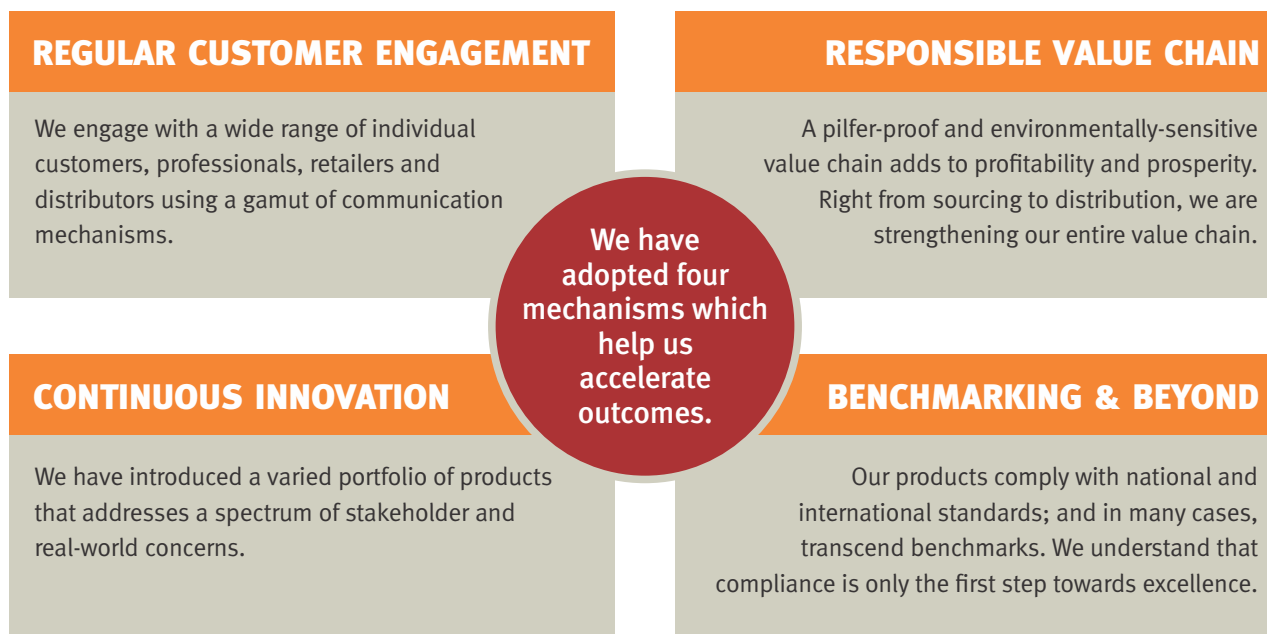 REGULAR CUSTOMER ENGAGEMENT
We engage with a wide range of individual
customers, professionals, retailers and
distributors using a gamut of communication
mechanisms.
RESPONSIBLE VALUE CHAIN
A pilfer-proof and environmentally-sensitive
value chain adds to profitability and prosperity.
Right from sourcing to distribution, we are
strengthening our entire value chain.
We have
adopted four
mechanisms which
help us
accelerate
outcomes.
CONTINUOUS INNOVATION
We have introduced a varied portfolio of products
that addresses a spectrum of stakeholder and
real-world concerns.
BENCHMARKING & BEYOND
Our products comply with national and
international standards; and in many cases,
transcend benchmarks. We understand that
compliance is only the first step towards excellence.